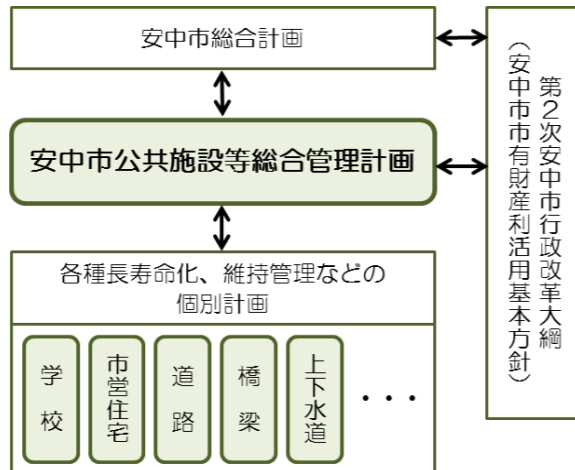 安中市総合計画
安中市公共施設等総合管理計画
各種長寿命化、維持管理などの
個別計画
学校
市営住宅
道路
橋梁
上下水道
・・・
第2次安中市行政改革大綱
（安中市市有財産利活用基本方針）